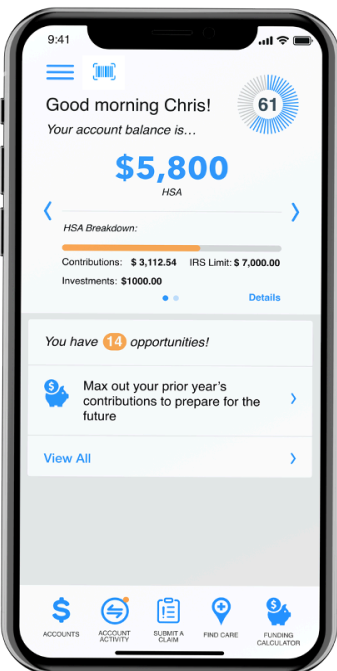 9:41
61
Good morning Chris!
Your account balance is...
$5,800
HSA
HSA Breakdown:
Contributions: $ 3,112.54 IRS Limit: $ 7,000.00
Investments: $1000.00
Details
You have 14 opportunities!
$
Max out your prior year's
contributions to prepare for the
future
View All
$
$
ACCOUNTS
ACCOUNT
ACTIVITY
SUBMIT A
CLAIM
FIND CARE
FUNDING
CALCULATOR